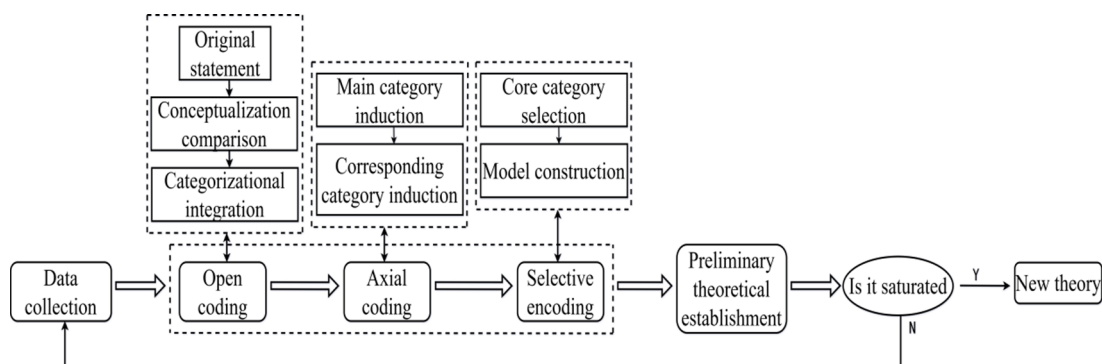 Original
statement
Conceptualization
comparison
Categorizational
integration
Main category
induction
Corresponding
category induction
Core category
selection
Model construction
Data
collection
Open
coding
Axial
coding
Selective
encoding
Preliminary
theoretical
establishment
Is it saturated
Y
N
New theory